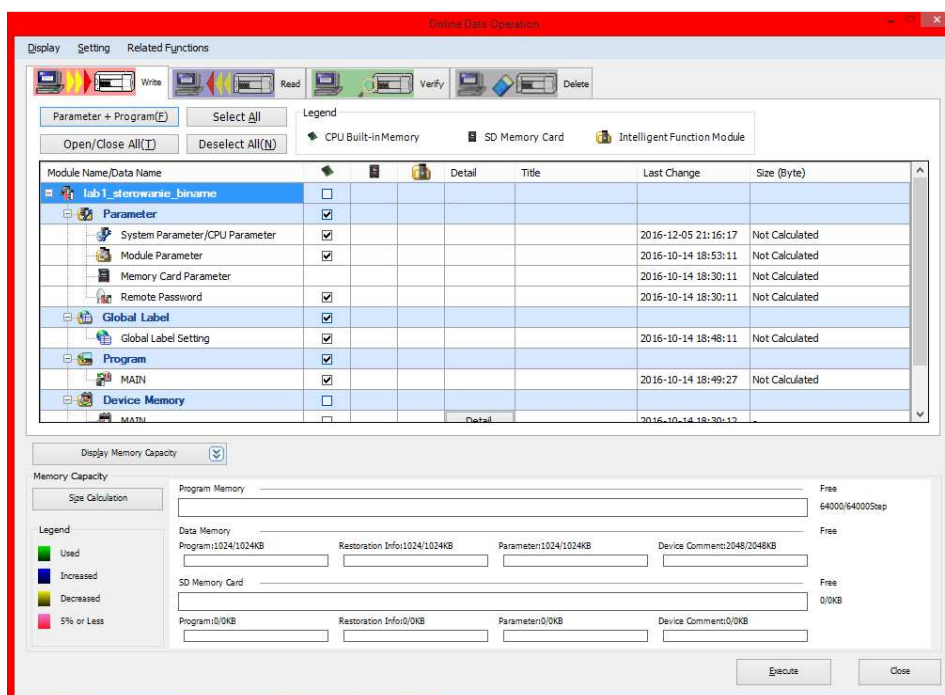 Online Data Operation
Display Setting Related Functions
Write Read Verify Delete
Parameter + Program(F) Select All Legend
CPU Built-in Memory SD Memory Card Intelligent Function Module
Open/Close All(T) Deselect All(N)
Module Name/Data Name Detail Title Last Change Size (Byte)
lab1_sterowanie_binarne
Parameter
System Parameter/CPU Parameter 2016-12-05 21:16:17 Not Calculated
Module Parameter 2016-10-14 18:53:11 Not Calculated
Memory Card Parameter 2016-10-14 18:30:11 Not Calculated
Remote Password 2016-10-14 18:30:11 Not Calculated
Global Label
Global Label Setting 2016-10-14 18:48:11 Not Calculated
Program
MAIN 2016-10-14 18:49:27 Not Calculated
Device Memory
MAIN Detail 2016-10-14 18:30:12 -
Display Memory Capacity
Memory Capacity
Size Calculation Program Memory Free
64000/64000Step
Legend Data Memory Free
Used Program:1024/1024KB Restoration Info:1024/1024KB Parameter:1024/1024KB Device Comment:2048/2048KB
Increased SD Memory Card Free
Decreased 0/0KB
5% or Less Program:0/0KB Restoration Info:0/0KB Parameter:0/0KB Device Comment:0/0KB
Execute Close